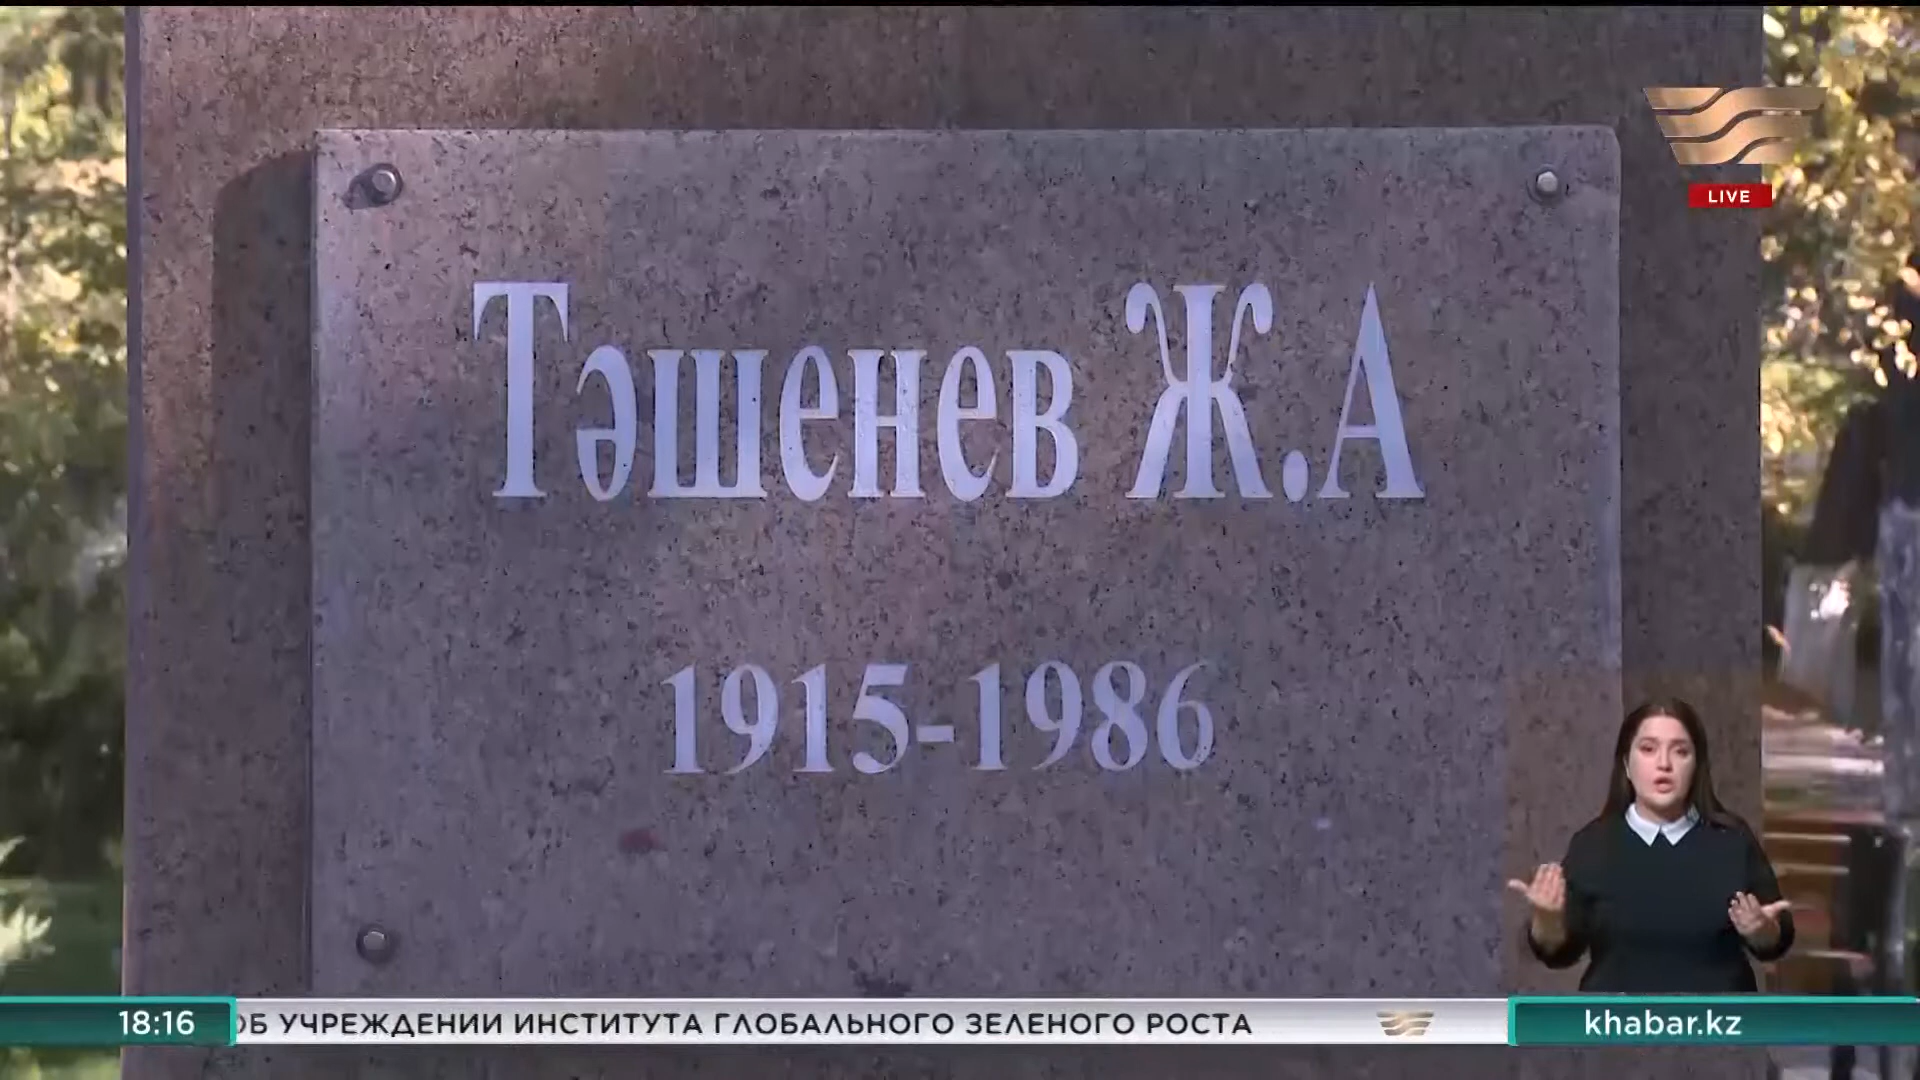 LIVE
Тәшенев Ж.А
1915-1986
18:16
ОБ УЧРЕЖДЕНИИ ИНСТИТУТА ГЛОБАЛЬНОГО ЗЕЛЕНОГО РОСТА
khabar.kz